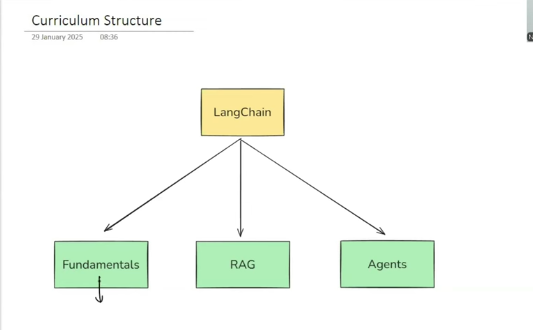 Curriculum Structure
29 January 2025 08:36
LangChain
Fundamentals
RAG
Agents